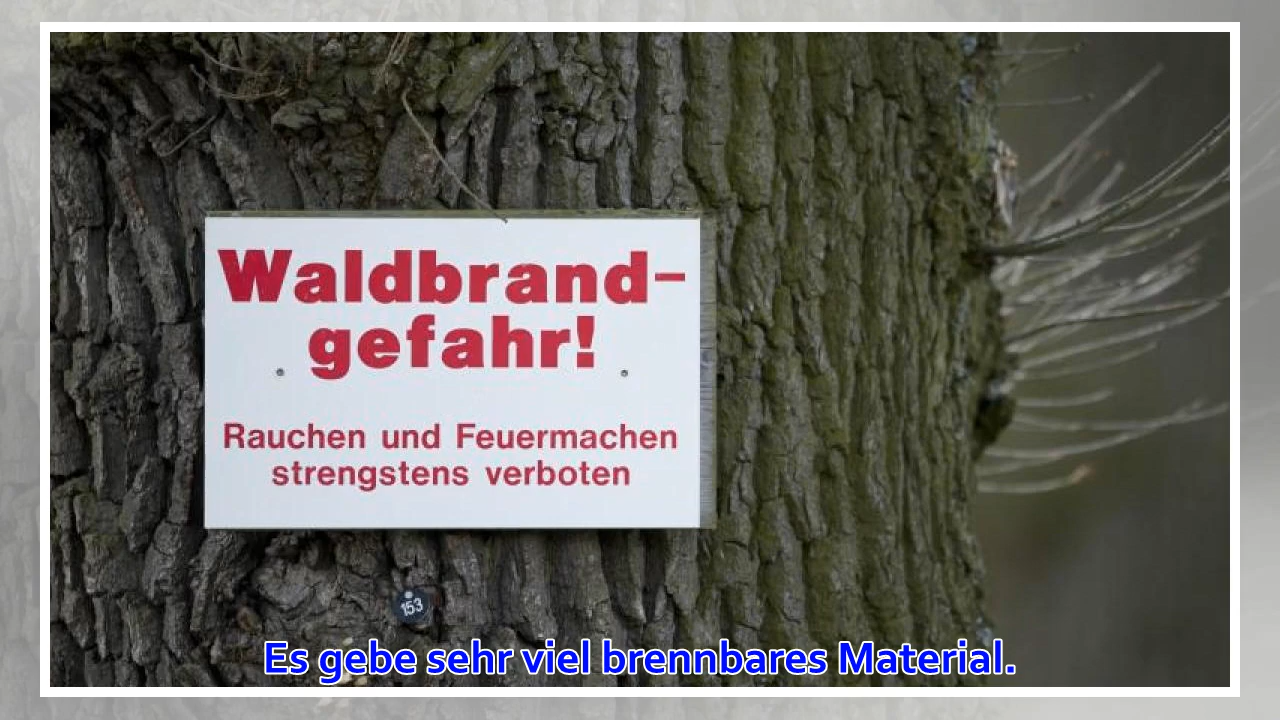 Waldbrand-
gefahr!
Rauchen und Feuermachen
strengstens verboten
153
Es gebe sehr viel brennbares Material.